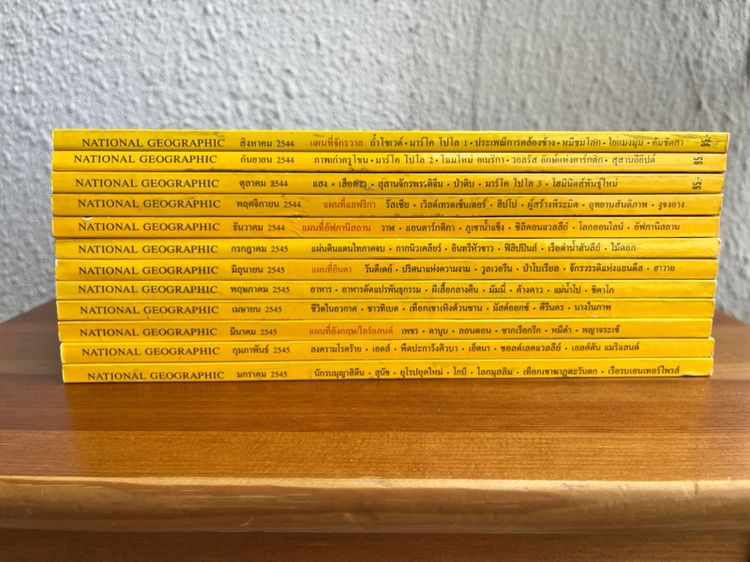 NATIONAL GEOGRAPHIC สิงหาคม 2544 แผนที่จักรวาล ถ้ำไซเวต์ • มาร์โค โปโล 1 • ประเพณีการคล้องช้าง • หมีชมโลก • ใยแมงมุม • คัมชัตคา 95.-
NATIONAL GEOGRAPHIC กันยายน 2544 ภาพเก่าครูโซน • มาร์โค โปโล 2 • โฉมใหม่ อเมริกา • วอลรัส ยักษ์แห่งอาร์กติก • สุสานอียิปต์ 95.-
NATIONAL GEOGRAPHIC ตุลาคม 2544 แสง • เสือดาว • สุสานจักรพรรดิจีน • ป่าดิบ • มาร์โค โปโล 3 • โฮมินิดส์พันธุ์ใหม่ 95.-
NATIONAL GEOGRAPHIC พฤศจิกายน 2544 แผนที่แอฟริกา รัสเซีย • เวิลด์เทรดเซ็นเตอร์ • ฮิปโป • ผู้สร้างพีระมิด • อุทยานสันติภาพ • งูจงอาง
NATIONAL GEOGRAPHIC ธันวาคม 2544 แผนที่อัฟกานิสถาน วาฬ • แอนตาร์กติกา • ภูเขาน้ำแข็ง • ซิลิคอนแวลลีย์ • โลกออนไลน์ • อัฟกานิสถาน
NATIONAL GEOGRAPHIC กรกฎาคม 2545 แผ่นดินแดนไทภาคจบ • กากนิวเคลียร์ • อินทรีหัวขาว • ฟิลิปปินส์ • เรือดำน้ำฮันลีย์ • ไม้ดอก
NATIONAL GEOGRAPHIC มิถุนายน 2545 แผนที่อินคา วันตีเดย์ • ปริศนาแห่งความงาม • วูลเวอรีน • ป่าโบเรียล • จักรวรรดิแห่งแอนดีส • ฮาวาย
NATIONAL GEOGRAPHIC พฤษภาคม 2545 อาหาร • อาหารดัดแปรพันธุกรรม • ผีเสื้อกลางคืน • มัมมี่ • ค้างคาว • แม่น้ำโป • ชิคาโก
NATIONAL GEOGRAPHIC เมษายน 2545 ชีวิตในอวกาศ • ชาวทิเบต • เทือกเขาเหิงต้วนซาน • มัสค์ออกซ์ • คีรีนคร • นางในภาพ
NATIONAL GEOGRAPHIC มีนาคม 2545 แผนที่อังกฤษ/ไอร์แลนด์ เพชร • ดานูบ • ลอนดอน • ซากเรือกรีก • หมีดำ • พญาจระเข้
NATIONAL GEOGRAPHIC กุมภาพันธ์ 2545 สงครามโรคร้าย • เอดส์ • พืดปะการังคิวบา • เอ็ตนา • ซอลต์เลคแวลลีย์ • เอลค์ตัน แมริแลนด์
NATIONAL GEOGRAPHIC มกราคม 2545 นักรบมุญาฮิดีน • สุนัข • ยุโรปยุคใหม่ • โกบี • โลกมุสลิม • เทือกเขาฆาฏตะวันตก • เรือรบเอนเทอร์ไพรส์